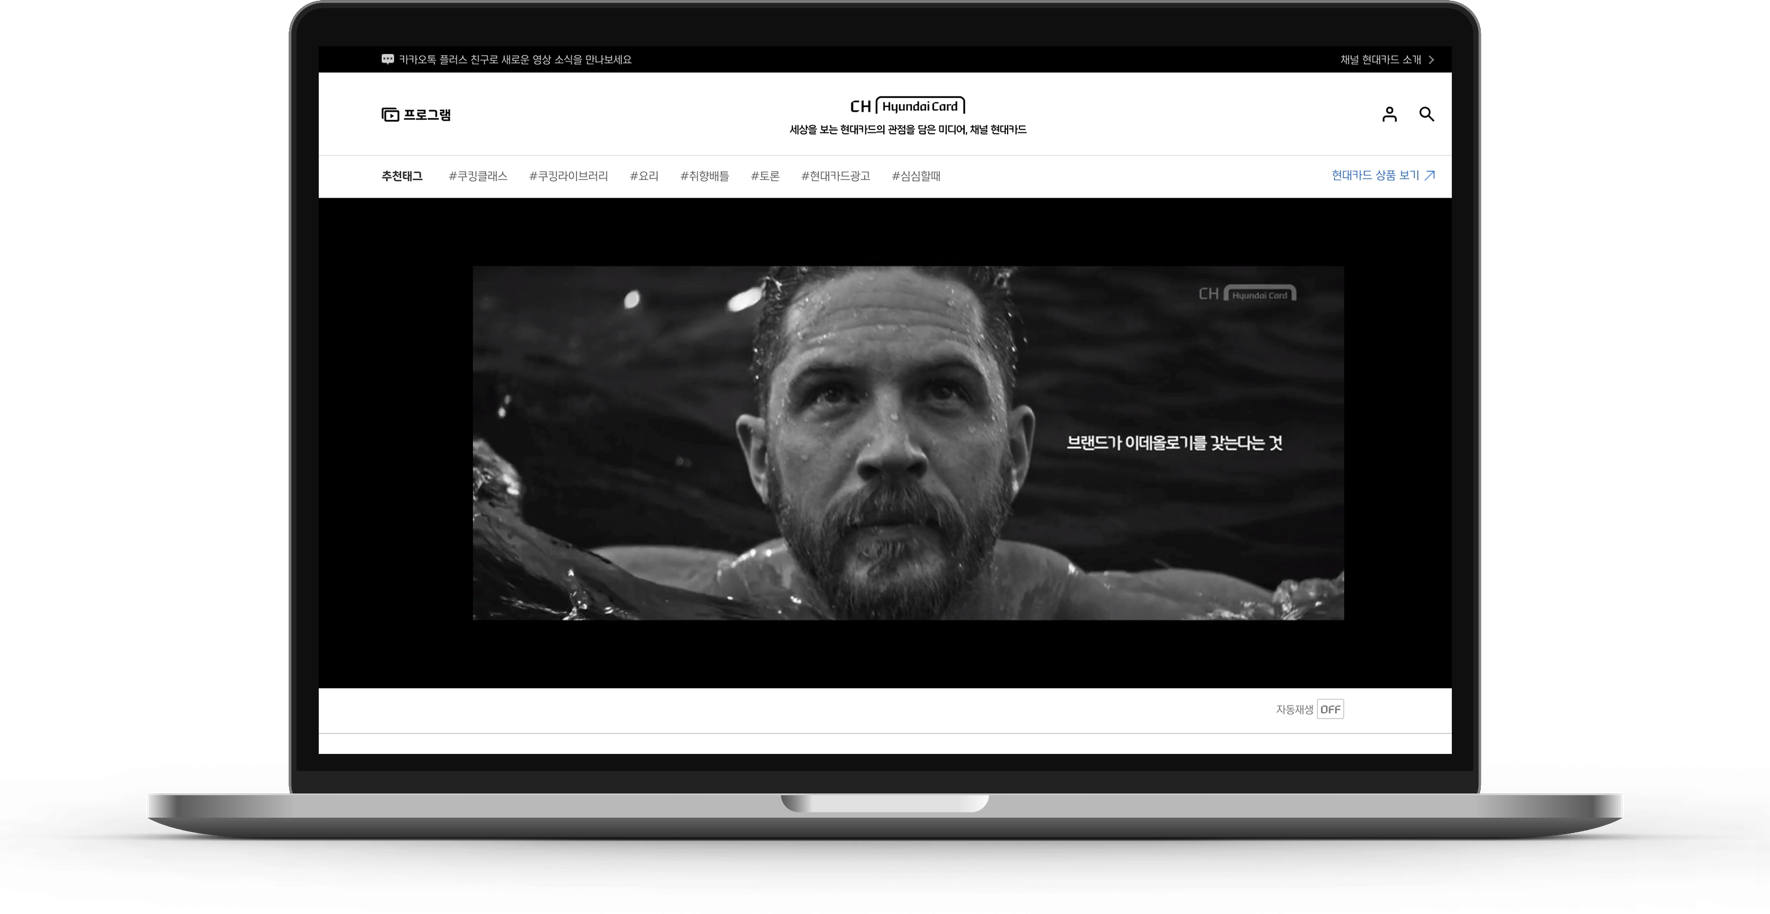 카카오톡 플러스 친구로 새로운 영상 소식을 만나보세요
채널 현대카드 소개
프로그램
CH Hyundai Card
세상을 보는 현대카드의 관점을 담은 미디어, 채널 현대카드
추천태그 #쿠킹클래스 #쿠킹라이브러리 #요리 #취향배틀 #토론 #현대카드광고 #심심할때
현대카드 상품 보기
CH Hyundai Card
브랜드가 이데올로기를 갖는다는 것
자동재생 OFF